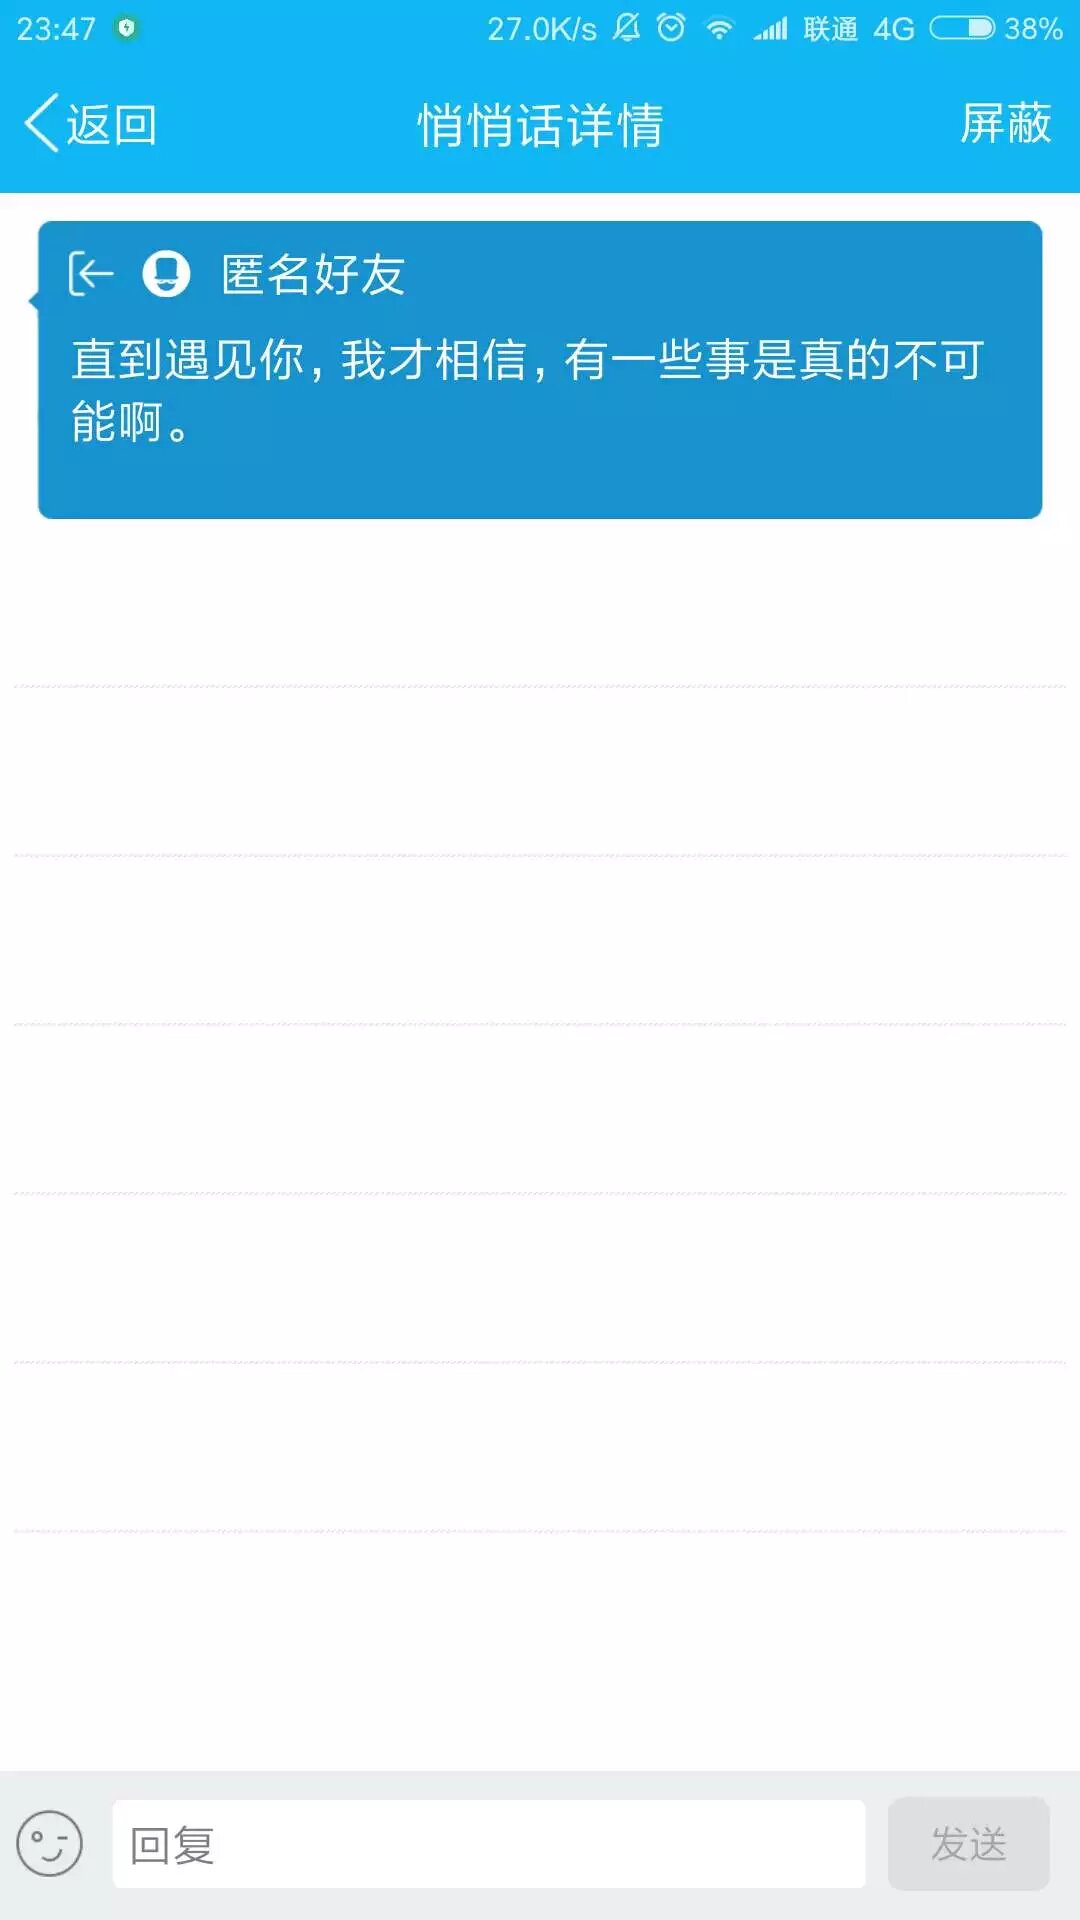 23:47 27.0K/s 联通 4G 38%
返回 悄悄话详情 屏蔽
匿名好友
直到遇见你，我才相信，有一些事是真的不可
能啊。
回复 发送